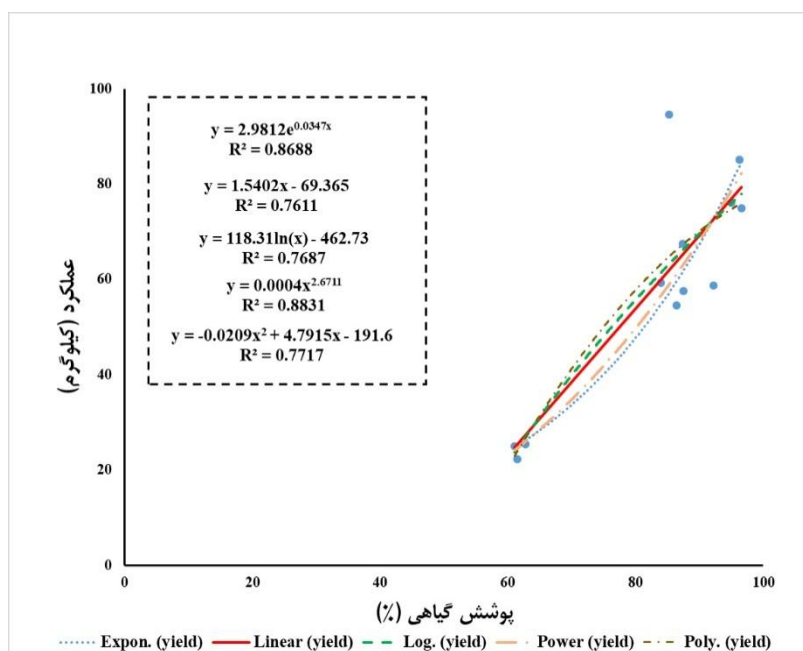 100
80
60
40
20
0
عملکرد (کیلوگرم)
y = 2.9812e^0.0347x
R² = 0.8688
y = 1.5402x - 69.365
R² = 0.7611
y = 118.31ln(x) - 462.73
R² = 0.7687
y = 0.0004x^2.6711
R² = 0.8831
y = -0.0209x² + 4.7915x - 191.6
R² = 0.7717
0 20 40 60 80 100
پوشش گیاهی (%)
Expon. (yield) Linear (yield) Log. (yield) Power (yield) Poly. (yield)